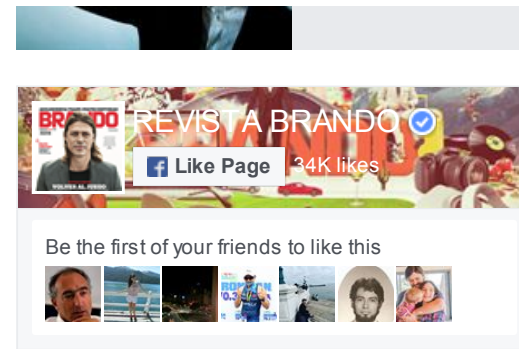 REVISTA BRANDO
BRANDO
VOLVER AL JUEGO
Like Page
34K likes
Be the first of your friends to like this